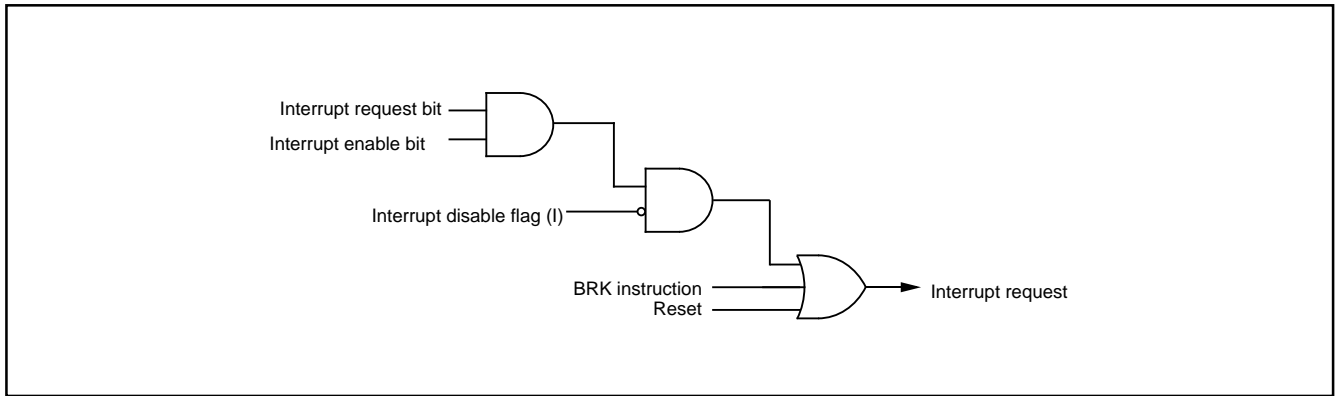 Interrupt request bit
Interrupt enable bit
Interrupt disable flag (I)
BRK instruction
Reset
Interrupt request